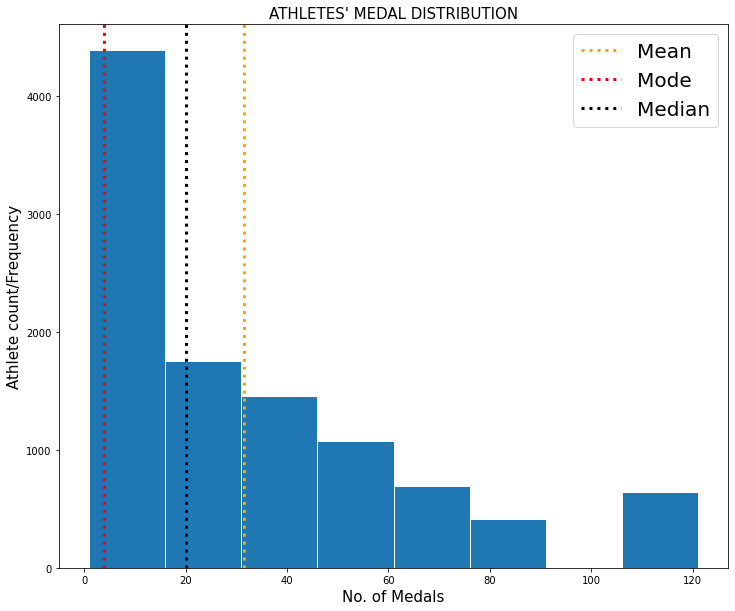 ATHLETES' MEDAL DISTRIBUTION
Mean
Mode
Median
Athlete count/Frequency
4000
3000
2000
1000
0
0 20 40 60 80 100 120
No. of Medals